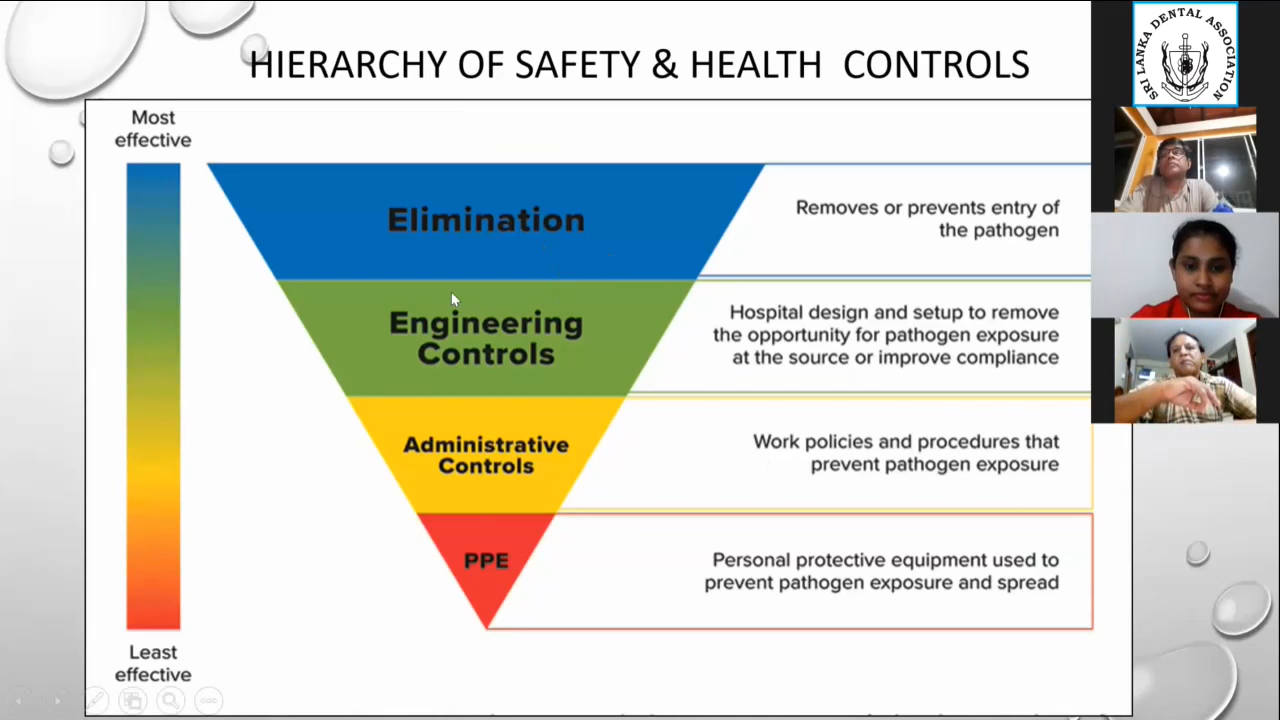 HIERARCHY OF SAFETY & HEALTH CONTROLS
SRI LANKA DENTAL ASSOCIATION
Most
effective
Elimination
Removes or prevents entry of
the pathogen
Engineering
Controls
Hospital design and setup to remove
the opportunity for pathogen exposure
at the source or improve compliance
Administrative
Controls
Work policies and procedures that
prevent pathogen exposure
PPE
Personal protective equipment used to
prevent pathogen exposure and spread
Least
effective